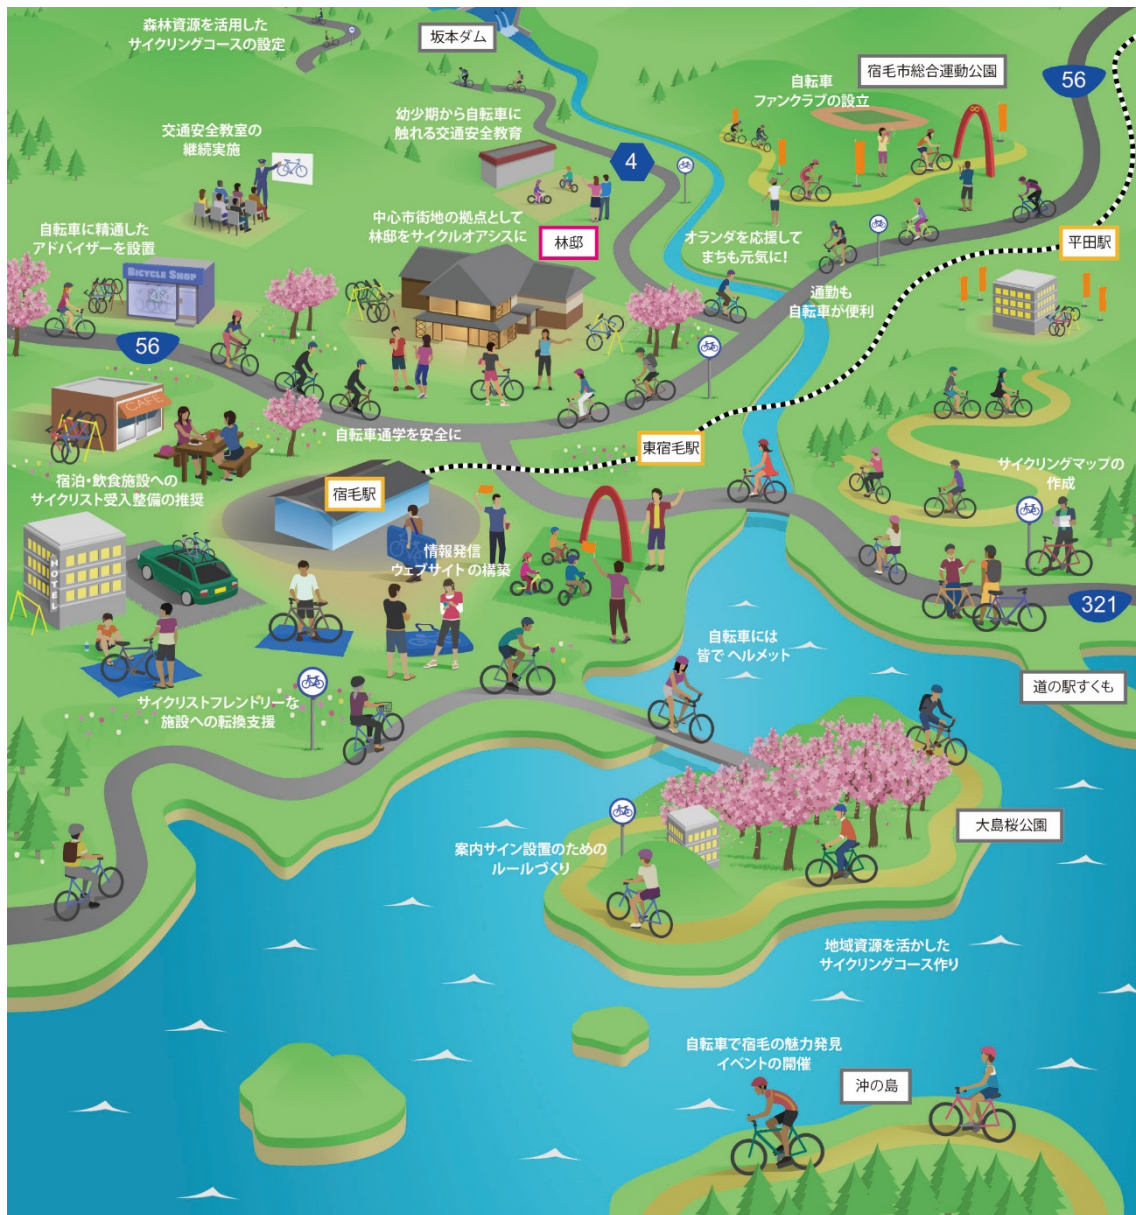 森林資源を活用した
サイクリングコースの設定
坂本ダム
宿毛市総合運動公園
56
自転車
ファンクラブの設立
幼少期から自転車に
触れる交通安全教育
交通安全教室の
継続実施
4
自転車に精通した
アドバイザーを設置
中心市街地の拠点として
林邸をサイクルオアシスに
林邸
オランダを応援して
まちも元気に!
平田駅
BICYCLE SHOP
通勤も
自転車が便利
56
CAFE
自転車通学を安全に
東宿毛駅
宿泊・飲食施設への
サイクリスト受入整備の推奨
宿毛駅
サイクリングマップの
作成
情報発信
ウェブサイトの構築
HOTEL
321
自転車には
皆でヘルメット
道の駅すくも
サイクリストフレンドリーな
施設への転換支援
大島桜公園
案内サイン設置のための
ルールづくり
地域資源を活かした
サイクリングコース作り
自転車で宿毛の魅力発見
イベントの開催
沖の島